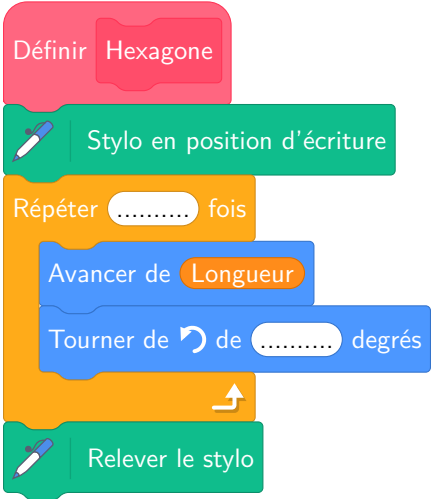 Définir Hexagone
Stylo en position d'écriture
Répéter .......... fois
Avancer de Longueur
Tourner de de .......... degrés
Relever le stylo